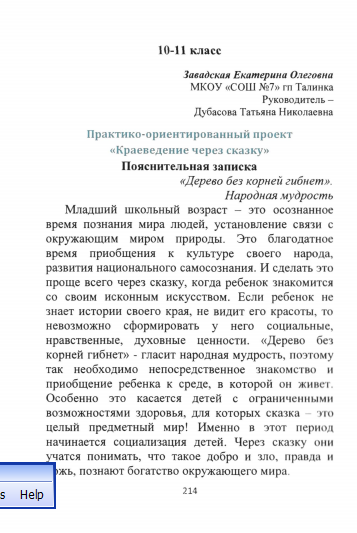 10-11 класс
Завадская Екатерина Олеговна
МКОУ «СОШ №7» гп Талинка
Руководитель –
Дубасова Татьяна Николаевна
Практико-ориентированный проект
«Краеведение через сказку»
Пояснительная записка
«Дерево без корней гибнет».
Народная мудрость
Младший школьный возраст – это осознанное
время познания мира людей, установление связи с
окружающим миром природы. Это благодатное
время приобщения к культуре своего народа,
развития национального самосознания. И сделать это
проще всего через сказку, когда ребенок знакомится
со своим исконным искусством. Если ребенок не
знает истории своего края, не видит его красоты, то
невозможно сформировать у него социальные,
нравственные, духовные ценности. «Дерево без
корней гибнет» - гласит народная мудрость, поэтому
так необходимо непосредственное знакомство и
приобщение ребенка к среде, в которой он живет.
Особенно это касается детей с ограниченными
возможностями здоровья, для которых сказка – это
целый предметный мир! Именно в этот период
начинается социализация детей. Через сказку они
учатся понимать, что такое добро и зло, правда и
ложь, познают богатство окружающего мира.
s Help
214